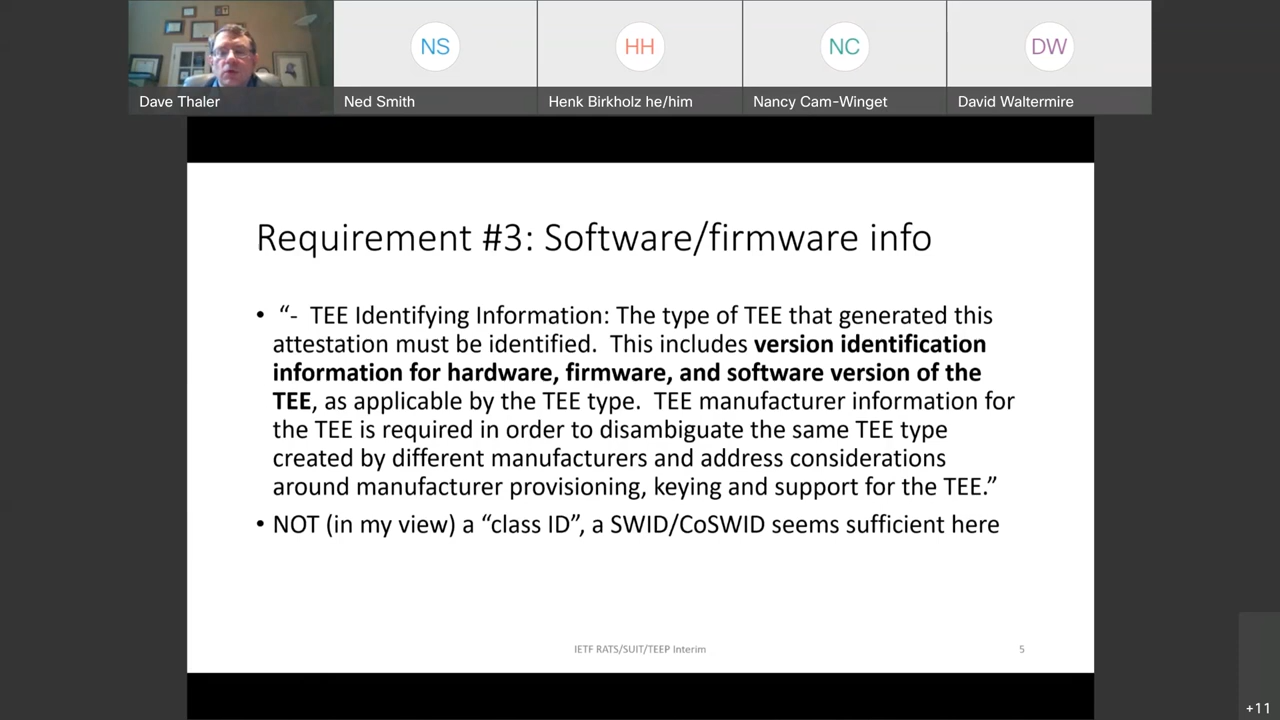 NS
HH
NC
DW
Dave Thaler
Ned Smith
Henk Birkholz he/him
Nancy Cam-Winget
David Waltermire
Requirement #3: Software/firmware info
• “- TEE Identifying Information: The type of TEE that generated this
attestation must be identified. This includes version identification
information for hardware, firmware, and software version of the
TEE, as applicable by the TEE type. TEE manufacturer information for
the TEE is required in order to disambiguate the same TEE type
created by different manufacturers and address considerations
around manufacturer provisioning, keying and support for the TEE.”
• NOT (in my view) a “class ID”, a SWID/CoSWID seems sufficient here
IETF RATS/SUIT/TEEP Interim
5
+11